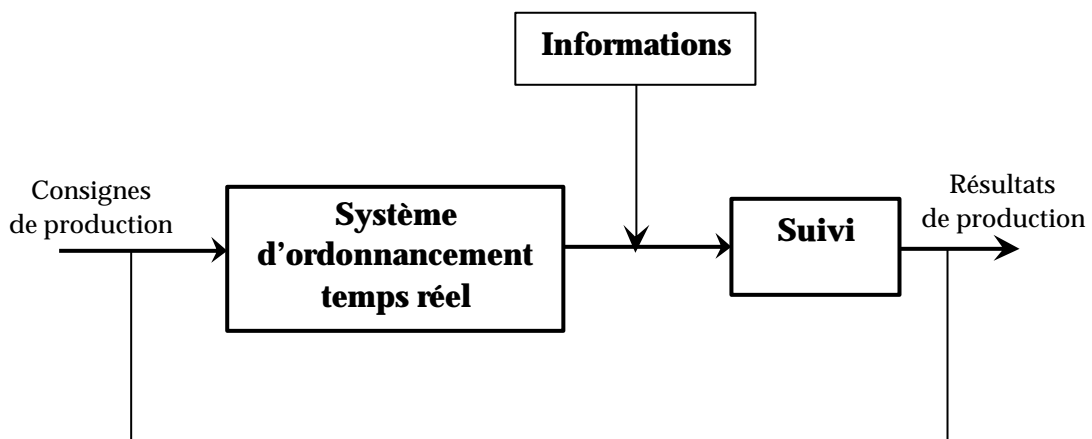 Informations
Consignes
de production
Système
d'ordonnancement
temps réel
Suivi
Résultats
de production